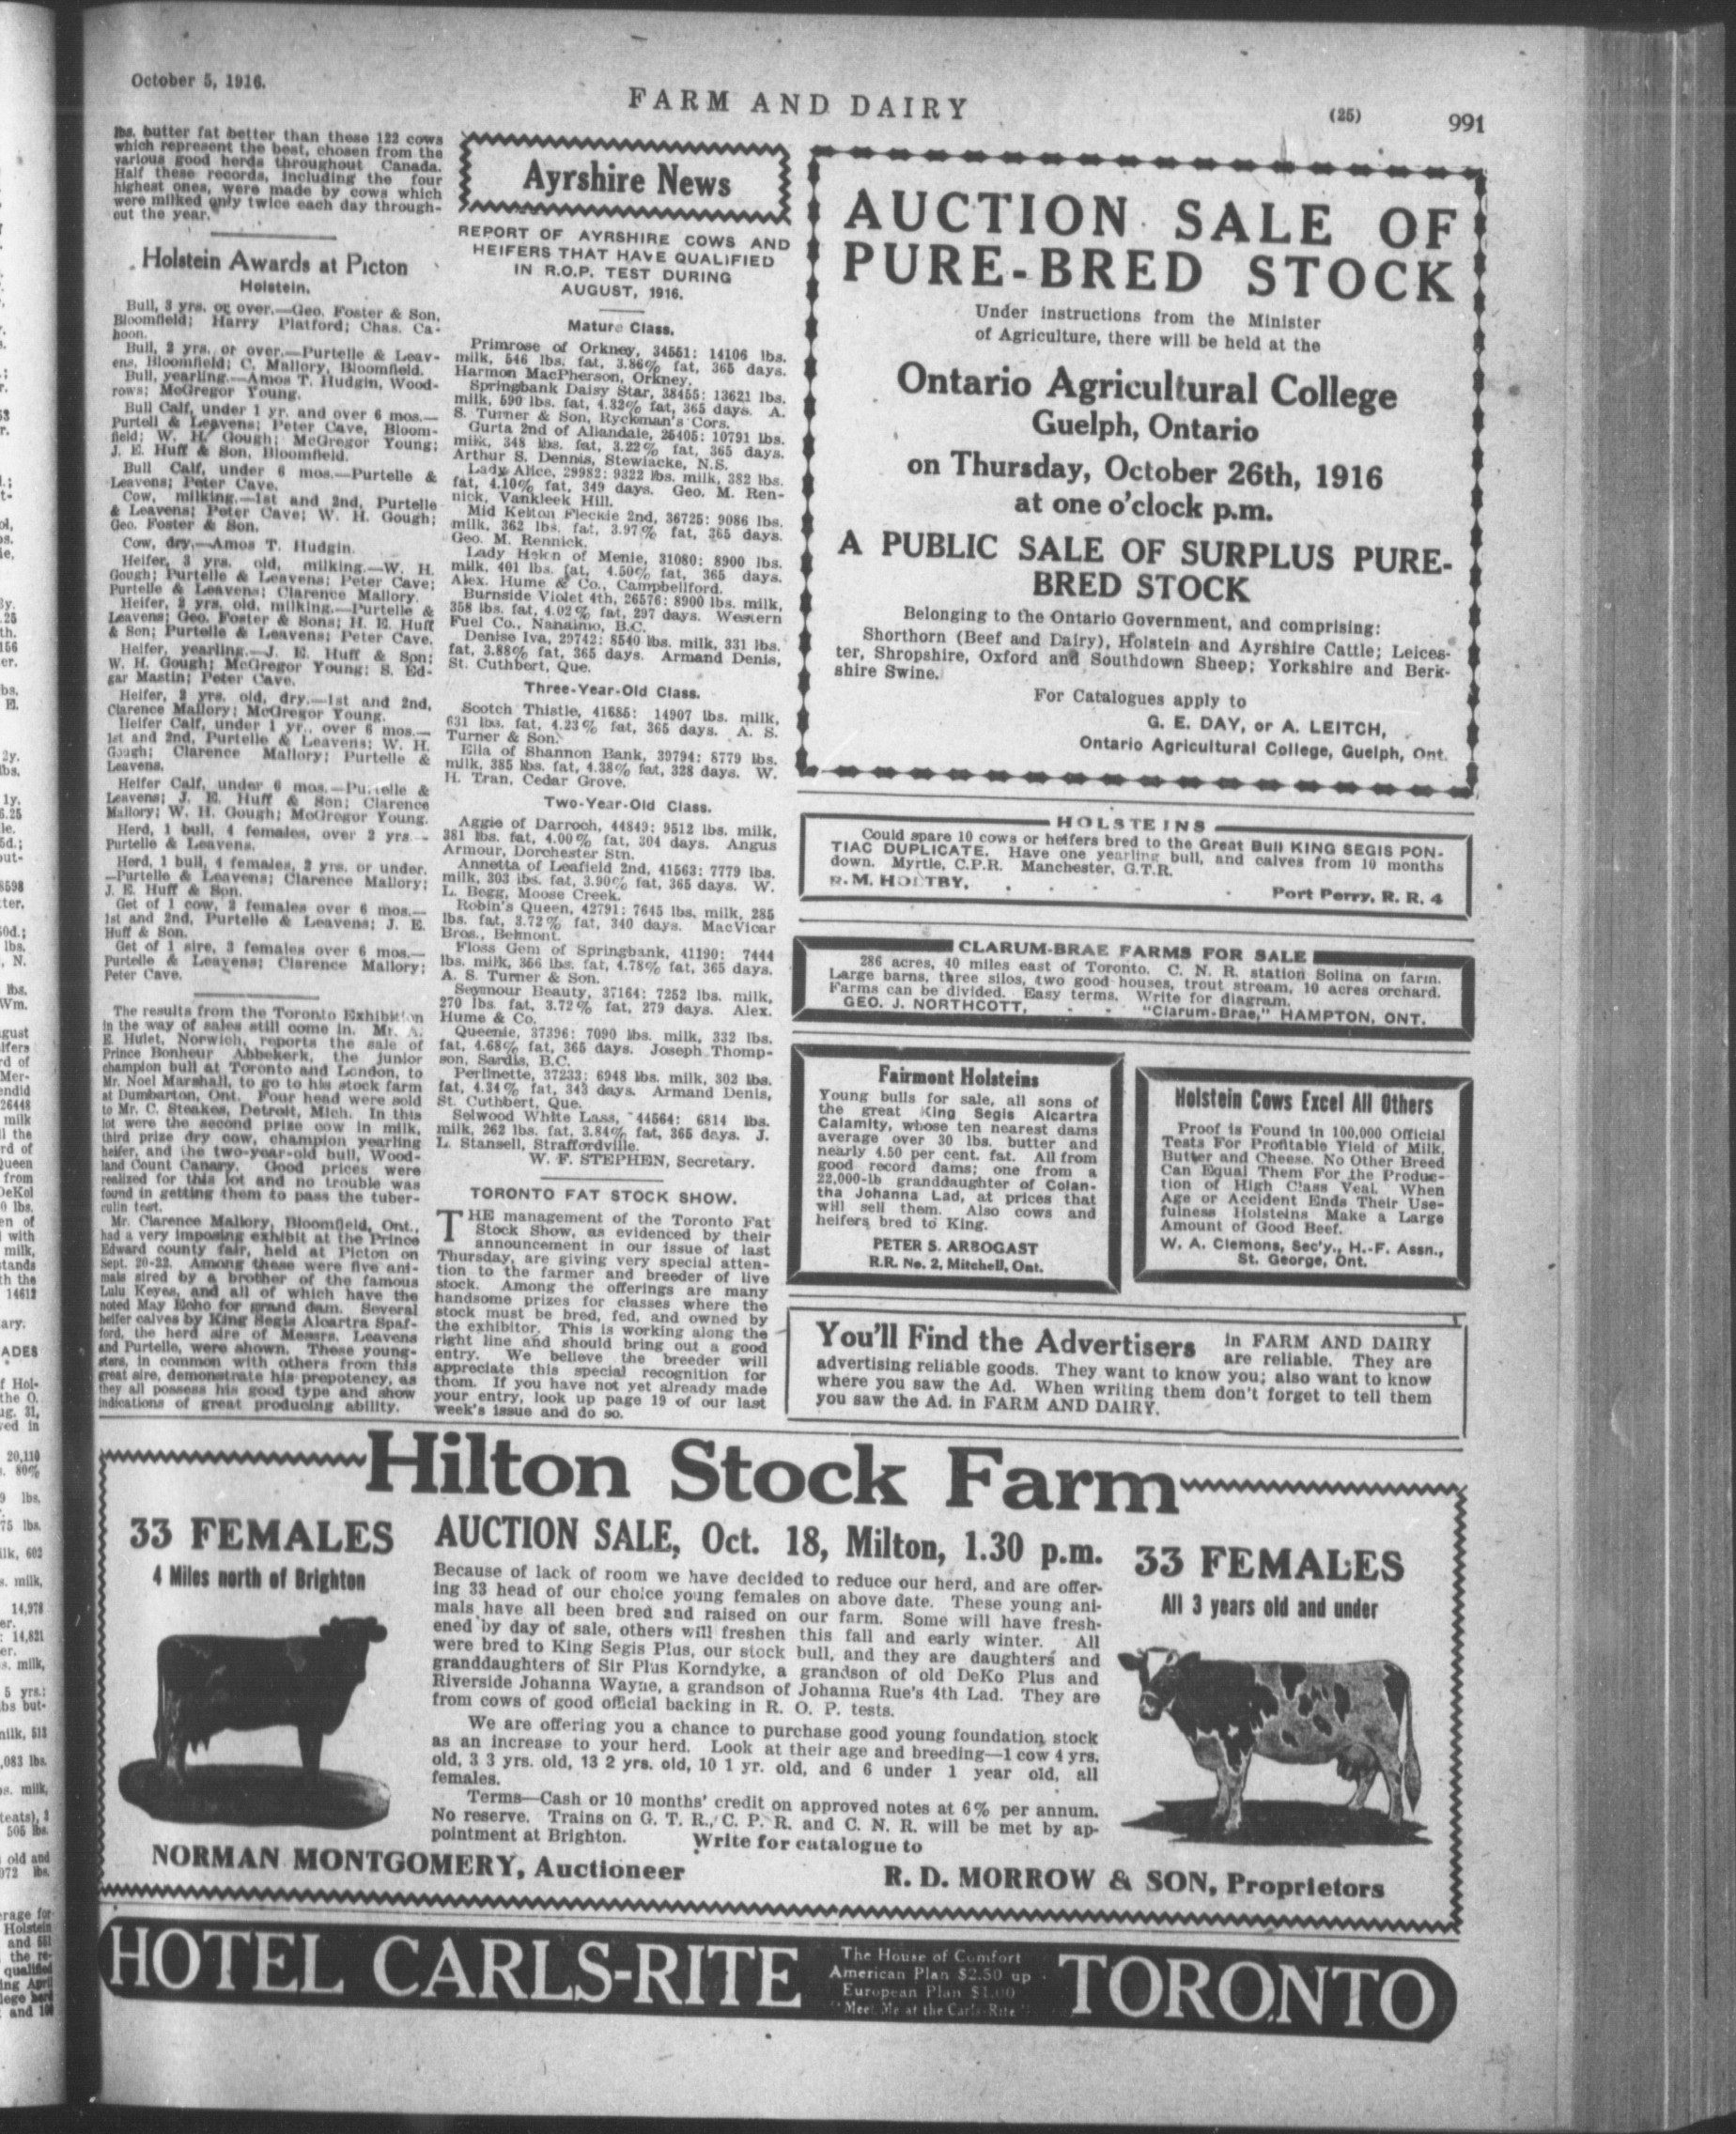 October 5, 1916.
FARM AND DAIRY
(25)
991
lbs. butter fat better than these 122 cows
which represent the best, chosen from the
various good herds throughout Canada.
Half these records, including the four
highest ones, were made by cows which
were milked only twice each day through-
out the year.
Holstein Awards at Picton
Holstein.
Bull, 3 yrs. or over.—Geo. Foster & Son,
Bloomfield; Harry Platford; Chas. Ca-
hoon.
Bull, 2 yrs. or over.—Purtelle & Leav-
ens, Bloomfield; C. Mallory, Bloomfield.
Bull, yearling.—Amos T. Hudgin, Wood-
rows; McGregor Young.
Bull Calf, under 1 yr. and over 6 mos.—
Purtell & Leavens; Peter Cave, Bloom-
field; W. H. Gough; McGregor Young;
J. E. Huff & Son, Bloomfield.
Bull Calf, under 6 mos.—Purtelle &
Leavens; Peter Cave.
Cow, milking.—1st and 2nd, Purtelle
& Leavens; Peter Cave; W. H. Gough;
Geo. Foster & Son.
Cow, dry.—Amos T. Hudgin.
Heifer, 3 yrs. old, milking.—W. H.
Gough; Purtelle & Leavens; Peter Cave;
Purtelle & Leavens; Clarence Mallory.
Heifer, 2 yrs. old, milking.—Purtelle &
Leavens; Geo. Foster & Sons; H. E. Huff
& Son; Purtelle & Leavens; Peter Cave.
Heifer, yearling.—J. E. Huff & Son;
W. H. Gough; McGregor Young; S. Ed-
gar Mastin; Peter Cave.
Heifer, 2 yrs. old, dry.—1st and 2nd,
Clarence Mallory; McGregor Young.
Heifer Calf, under 1 yr., over 6 mos.—
1st and 2nd, Purtelle & Leavens; W. H.
Gough; Clarence Mallory; Purtelle &
Leavens.
Heifer Calf, under 6 mos.—Purtelle &
Leavens; J. E. Huff & Son; Clarence
Mallory; W. H. Gough; McGregor Young.
Herd, 1 bull, 4 females, over 2 yrs.—
Purtelle & Leavens.
Herd, 1 bull, 4 females, 2 yrs. or under.
—Purtelle & Leavens; Clarence Mallory;
J. E. Huff & Son.
Get of 1 cow, 2 females over 6 mos.—
1st and 2nd, Purtelle & Leavens; J. E.
Huff & Son.
Get of 1 sire, 3 females over 6 mos.—
Purtelle & Leavens; Clarence Mallory;
Peter Cave.
The results from the Toronto Exhibition
in the way of sales still come in. Mr. A.
E. Hulet, Norwich, reports the sale of
Prince Bonheur Abbekerk, the junior
champion bull at Toronto and London, to
Mr. Noel Marshall, to go to his stock farm
at Dumbarton, Ont. Four head were sold
to Mr. C. Steakes, Detroit, Mich. In this
lot were the second prize cow in milk,
third prize dry cow, champion yearling
heifer, and the two-year-old bull, Wood-
land Count Canary. Good prices were
realized for this lot and no trouble was
found in getting them to pass the tuber-
culin test.
Mr. Clarence Mallory, Bloomfield, Ont.,
had a very imposing exhibit at the Prince
Edward county fair, held at Picton on
Sept. 20-22. Among these were five ani-
mals sired by a brother of the famous
Lulu Keyes, and all of which have the
noted May Echo for grand dam. Several
heifer calves by King Segis Alcartra Spaf-
ford, the herd sire of Messrs. Leavens
and Purtelle, were shown. These young-
sters, in common with others from this
great sire, demonstrate his prepotency, as
they all possess his good type and show
indications of great producing ability.
Ayrshire News
REPORT OF AYRSHIRE COWS AND
HEIFERS THAT HAVE QUALIFIED
IN R.O.P. TEST DURING
AUGUST, 1916.
Mature Class.
Primrose of Orkney, 34551: 14106 lbs.
milk, 546 lbs. fat, 3.86% fat, 365 days.
Harmon MacPherson, Orkney.
Springbank Daisy Star, 38455: 13621 lbs.
milk, 590 lbs. fat, 4.32% fat, 365 days. A.
S. Turner & Son, Ryckman's Cors.
Gurta 2nd of Allandale, 25405: 10791 lbs.
milk, 348 lbs. fat, 3.22% fat, 365 days.
Arthur S. Dennis, Stewiacke, N.S.
Lady Alice, 29982: 9322 lbs. milk, 382 lbs.
fat, 4.10% fat, 349 days. Geo. M. Ren-
nick, Vankleek Hill.
Mid Kelton Fleckie 2nd, 36725: 9086 lbs.
milk, 362 lbs. fat, 3.97% fat, 365 days.
Geo. M. Rennick.
Lady Helen of Menie, 31080: 8900 lbs.
milk, 401 lbs. fat, 4.50% fat, 365 days.
Alex. Hume & Co., Campbellford.
Burnside Violet 4th, 26576: 8900 lbs. milk,
358 lbs. fat, 4.02% fat, 297 days. Western
Fuel Co., Nanaimo, B.C.
Denise Iva, 29742: 8540 lbs. milk, 331 lbs.
fat, 3.88% fat, 365 days. Armand Denis,
St. Cuthbert, Que.
Three-Year-Old Class.
Scotch Thistle, 41685: 14907 lbs. milk,
631 lbs. fat, 4.23% fat, 365 days. A. S.
Turner & Son.
Ella of Shannon Bank, 39794: 8779 lbs.
milk, 385 lbs. fat, 4.38% fat, 328 days. W.
H. Tran, Cedar Grove.
Two-Year-Old Class.
Aggie of Darroch, 44849: 9512 lbs. milk,
381 lbs. fat, 4.00% fat, 304 days. Angus
Armour, Dorchester Stn.
Annetta of Leafield 2nd, 41563: 7779 lbs.
milk, 303 lbs. fat, 3.90% fat, 365 days. W.
L. Begg, Moose Creek.
Robin's Queen, 42791: 7645 lbs. milk, 285
lbs. fat, 3.72% fat, 340 days. MacVicar
Bros., Belmont.
Floss Gem of Springbank, 41190: 7444
lbs. milk, 356 lbs. fat, 4.78% fat, 365 days.
A. S. Turner & Son.
Seymour Beauty, 37164: 7252 lbs. milk,
270 lbs. fat, 3.72% fat, 279 days. Alex.
Hume & Co.
Queenie, 37396: 7090 lbs. milk, 332 lbs.
fat, 4.68% fat, 365 days. Joseph Thomp-
son, Sardis, B.C.
Perlinette, 37233: 6948 lbs. milk, 302 lbs.
fat, 4.34% fat, 343 days. Armand Denis,
St. Cuthbert, Que.
Selwood White Lass, 44564: 6814 lbs.
milk, 262 lbs. fat, 3.84% fat, 365 days. J.
L. Stansell, Straffordville.
W. F. STEPHEN, Secretary.
TORONTO FAT STOCK SHOW.
THE management of the Toronto Fat
Stock Show, as evidenced by their
announcement in our issue of last
Thursday, are giving very special atten-
tion to the farmer and breeder of live
stock. Among the offerings are many
handsome prizes for classes where the
stock must be bred, fed, and owned by
the exhibitor. This is working along the
right line and should bring out a good
entry. We believe the breeder will
appreciate this special recognition for
them. If you have not yet already made
your entry, look up page 19 of our last
week's issue and do so.
AUCTION SALE OF
PURE-BRED STOCK
Under instructions from the Minister
of Agriculture, there will be held at the
Ontario Agricultural College
Guelph, Ontario
on Thursday, October 26th, 1916
at one o'clock p.m.
A PUBLIC SALE OF SURPLUS PURE-
BRED STOCK
Belonging to the Ontario Government, and comprising:
Shorthorn (Beef and Dairy), Holstein and Ayrshire Cattle; Leices-
ter, Shropshire, Oxford and Southdown Sheep; Yorkshire and Berk-
shire Swine.
For Catalogues apply to
G. E. DAY, or A. LEITCH,
Ontario Agricultural College, Guelph, Ont.
HOLSTEINS
Could spare 10 cows or heifers bred to the Great Bull KING SEGIS PON-
TIAC DUPLICATE. Have one yearling bull, and calves from 10 months
down. Myrtle, C.P.R. Manchester, G.T.R.
R. M. HOLTBY, - - - - Port Perry, R. R. 4
CLARUM-BRAE FARMS FOR SALE
286 acres, 40 miles east of Toronto. C. N. R. station Solina on farm.
Large barns, three silos, two good houses, trout stream, 10 acres orchard.
Farms can be divided. Easy terms. Write for diagram.
GEO. J. NORTHCOTT, - - "Clarum-Brae," HAMPTON, ONT.
Fairmont Holsteins
Young bulls for sale, all sons of
the great King Segis Alcartra
Calamity, whose ten nearest dams
average over 30 lbs. butter and
nearly 4.50 per cent. fat. All from
good record dams; one from a
22,000-lb granddaughter of Colan-
tha Johanna Lad, at prices that
will sell them. Also cows and
heifers bred to King.
PETER S. ARBOGAST
R.R. No. 2, Mitchell, Ont.
Holstein Cows Excel All Others
Proof is Found in 100,000 Official
Tests For Profitable Yield of Milk,
Butter and Cheese. No Other Breed
Can Equal Them For the Produc-
tion of High Class Veal. When
Age or Accident Ends Their Use-
fulness Holsteins Make a Large
Amount of Good Beef.
W. A. Clemons, Sec'y., H.-F. Assn.,
St. George, Ont.
You'll Find the Advertisers in FARM AND DAIRY
are reliable. They are
advertising reliable goods. They want to know you; also want to know
where you saw the Ad. When writing them don't forget to tell them
you saw the Ad. in FARM AND DAIRY.
Hilton Stock Farm
33 FEMALES
4 Miles north of Brighton
AUCTION SALE, Oct. 18, Milton, 1.30 p.m.
Because of lack of room we have decided to reduce our herd, and are offer-
ing 33 head of our choice young females on above date. These young ani-
mals have all been bred and raised on our farm. Some will have fresh-
ened by day of sale, others will freshen this fall and early winter. All
were bred to King Segis Plus, our stock bull, and they are daughters and
granddaughters of Sir Plus Korndyke, a grandson of old DeKo Plus and
Riverside Johanna Wayne, a grandson of Johanna Rue's 4th Lad. They are
from cows of good official backing in R. O. P. tests.
We are offering you a chance to purchase good young foundation stock
as an increase to your herd. Look at their age and breeding—1 cow 4 yrs.
old, 3 3 yrs. old, 13 2 yrs. old, 10 1 yr. old, and 6 under 1 year old, all
females.
Terms—Cash or 10 months' credit on approved notes at 6% per annum.
No reserve. Trains on G. T. R., C. P. R. and C. N. R. will be met by ap-
pointment at Brighton. Write for catalogue to
33 FEMALES
All 3 years old and under
NORMAN MONTGOMERY, Auctioneer
R. D. MORROW & SON, Proprietors
HOTEL CARLS-RITE
The House of Comfort
American Plan $2.50 up
European Plan $1.00
"Meet Me at the Carls-Rite"
TORONTO